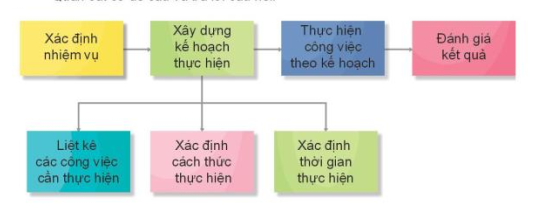 Xác định
nhiệm vụ
Xây dựng
kế hoạch
thực hiện
Thực hiện
công việc
theo kế hoạch
Đánh giá
kết quả
Liệt kê
các công việc
cần thực hiện
Xác định
cách thức
thực hiện
Xác định
thời gian
thực hiện